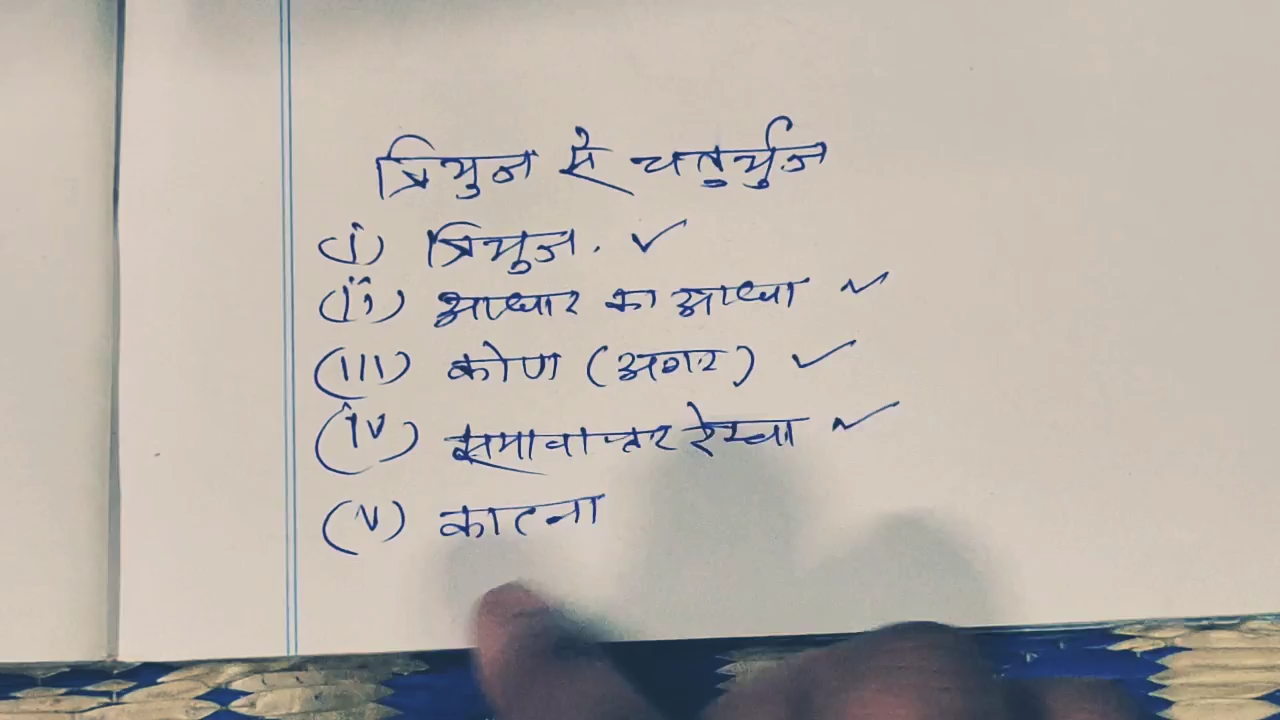 त्रिभुज से चतुर्भुज
(i) त्रिभुज. ✓
(ii) आधार का आधा ✓
(iii) कोण (अगर) ✓
(iv) समावान्तर रेखा ✓
(v) काटना